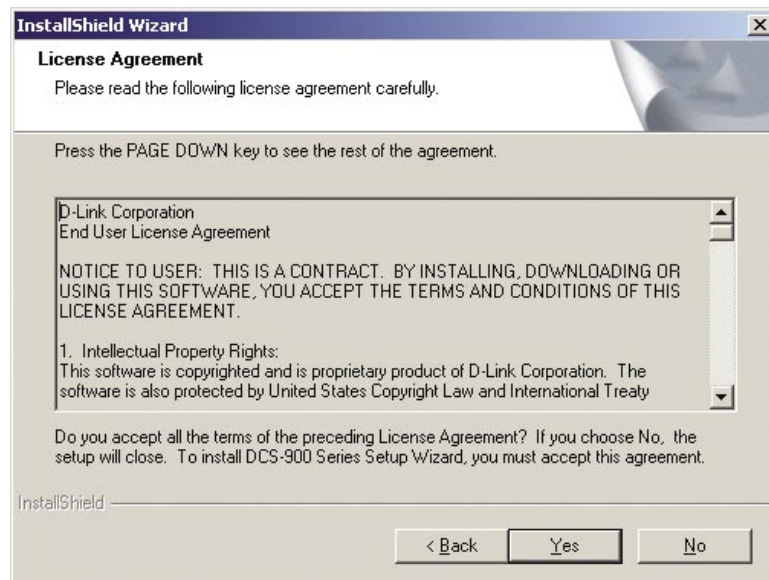 InstallShield Wizard
License Agreement
Please read the following license agreement carefully.
Press the PAGE DOWN key to see the rest of the agreement.
D-Link Corporation
End User License Agreement
NOTICE TO USER: THIS IS A CONTRACT. BY INSTALLING, DOWNLOADING OR
USING THIS SOFTWARE, YOU ACCEPT THE TERMS AND CONDITIONS OF THIS
LICENSE AGREEMENT.
1. Intellectual Property Rights:
This software is copyrighted and is proprietary product of D-Link Corporation. The
software is also protected by United States Copyright Law and International Treaty
Do you accept all the terms of the preceding License Agreement? If you choose No, the
setup will close. To install DCS-900 Series Setup Wizard, you must accept this agreement.
InstallShield
< Back
Yes
No